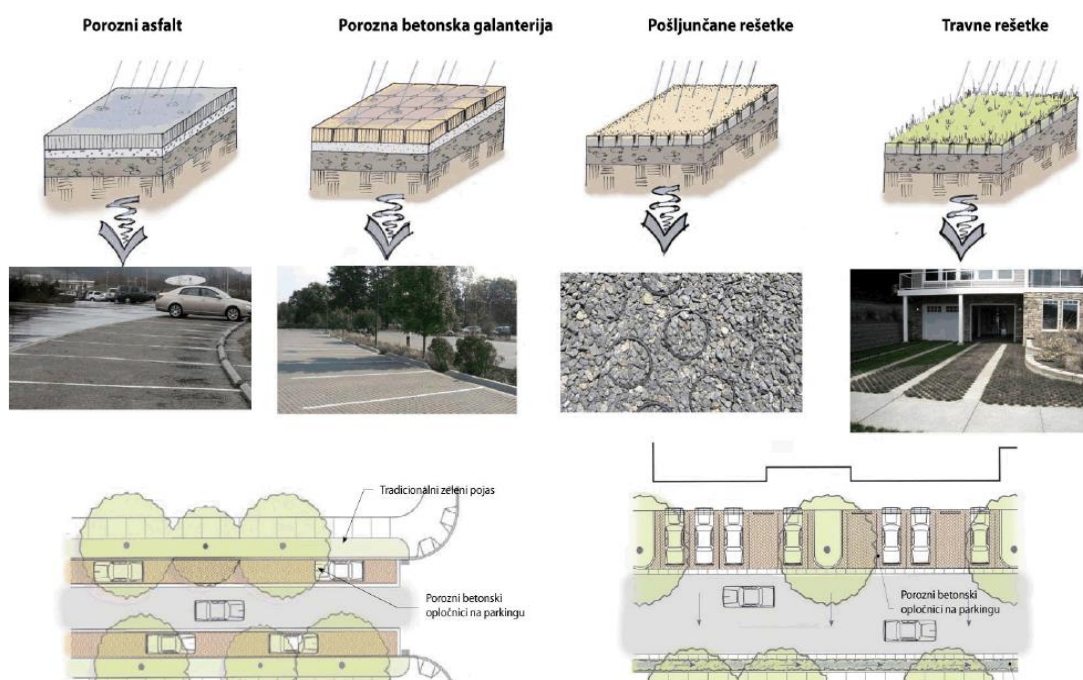 Porozni asfalt
Porozna betonska galanterija
Pošljunčane rešetke
Travne rešetke
Tradicionalni zeleni pojas
Porozni betonski
opločnici na parkingu
Porozni betonski
opločnici na parkingu